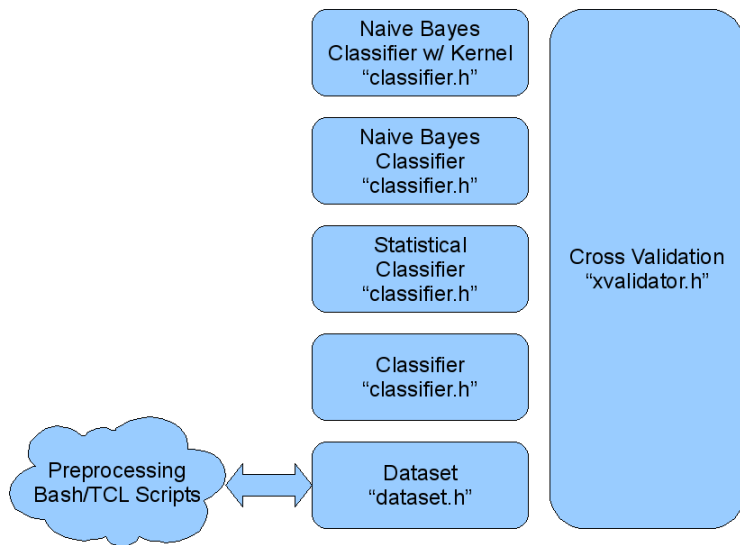 Naive Bayes
Classifier w/ Kernel
“classifier.h”
Naive Bayes
Classifier
“classifier.h”
Statistical
Classifier
“classifier.h”
Classifier
“classifier.h”
Dataset
“dataset.h”
Cross Validation
“xvalidator.h”
Preprocessing
Bash/TCL Scripts